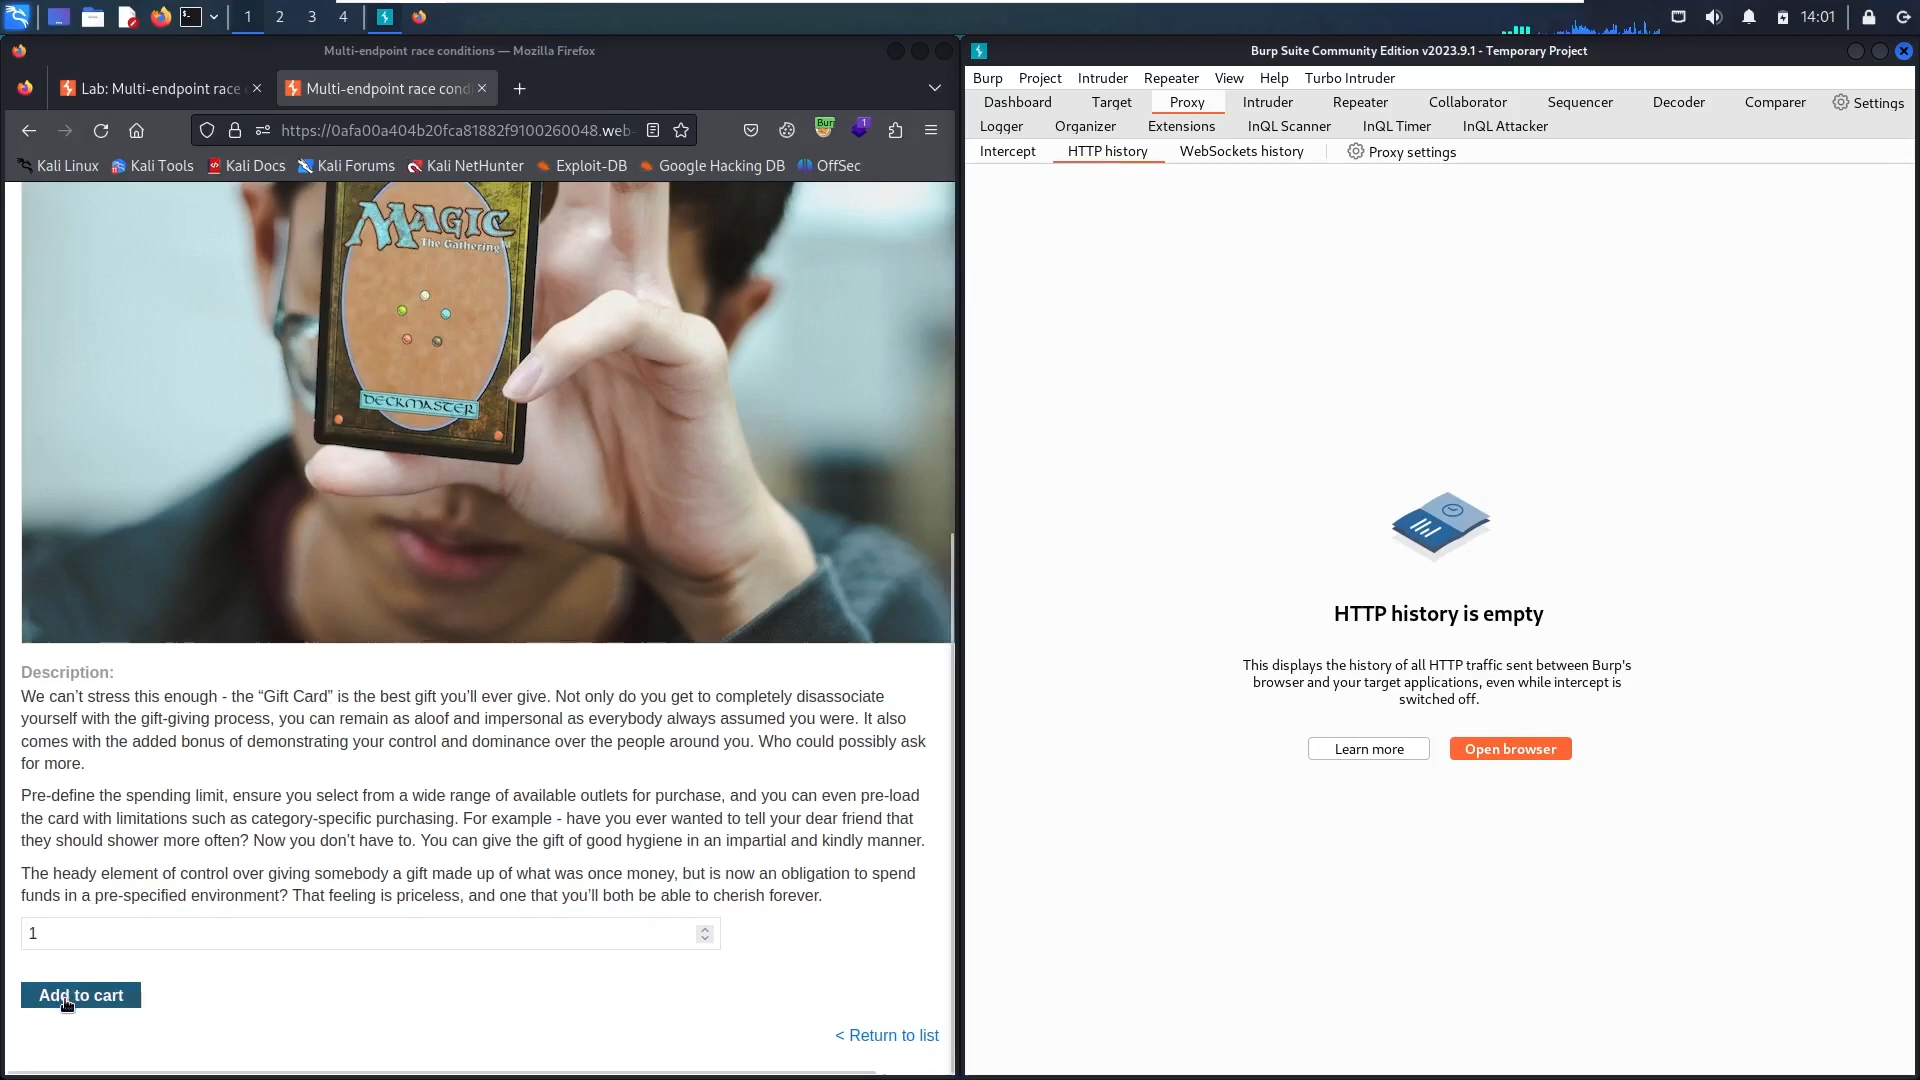 1
2
3
4
14:01
Multi-endpoint race conditions — Mozilla Firefox
Lab: Multi-endpoint race
Multi-endpoint race cond
https://0afa00a404b20fca81882f9100260048.web-
Bur
1
Kali Linux
Kali Tools
Kali Docs
Kali Forums
Kali NetHunter
Exploit-DB
Google Hacking DB
OffSec
MAGIC
The Gathering
DECKMASTER
Description:
We can’t stress this enough - the “Gift Card” is the best gift you’ll ever give. Not only do you get to completely disassociate
yourself with the gift-giving process, you can remain as aloof and impersonal as everybody always assumed you were. It also
comes with the added bonus of demonstrating your control and dominance over the people around you. Who could possibly ask
for more.
Pre-define the spending limit, ensure you select from a wide range of available outlets for purchase, and you can even pre-load
the card with limitations such as category-specific purchasing. For example - have you ever wanted to tell your dear friend that
they should shower more often? Now you don’t have to. You can give the gift of good hygiene in an impartial and kindly manner.
The heady element of control over giving somebody a gift made up of what was once money, but is now an obligation to spend
funds in a pre-specified environment? That feeling is priceless, and one that you’ll both be able to cherish forever.
1
Add to cart
< Return to list
Burp Suite Community Edition v2023.9.1 - Temporary Project
Burp Project Intruder Repeater View Help Turbo Intruder
Dashboard Target Proxy Intruder Repeater Collaborator Sequencer Decoder Comparer Settings
Logger Organizer Extensions InQL Scanner InQL Timer InQL Attacker
Intercept HTTP history WebSockets history Proxy settings
HTTP history is empty
This displays the history of all HTTP traffic sent between Burp's
browser and your target applications, even while intercept is
switched off.
Learn more
Open browser